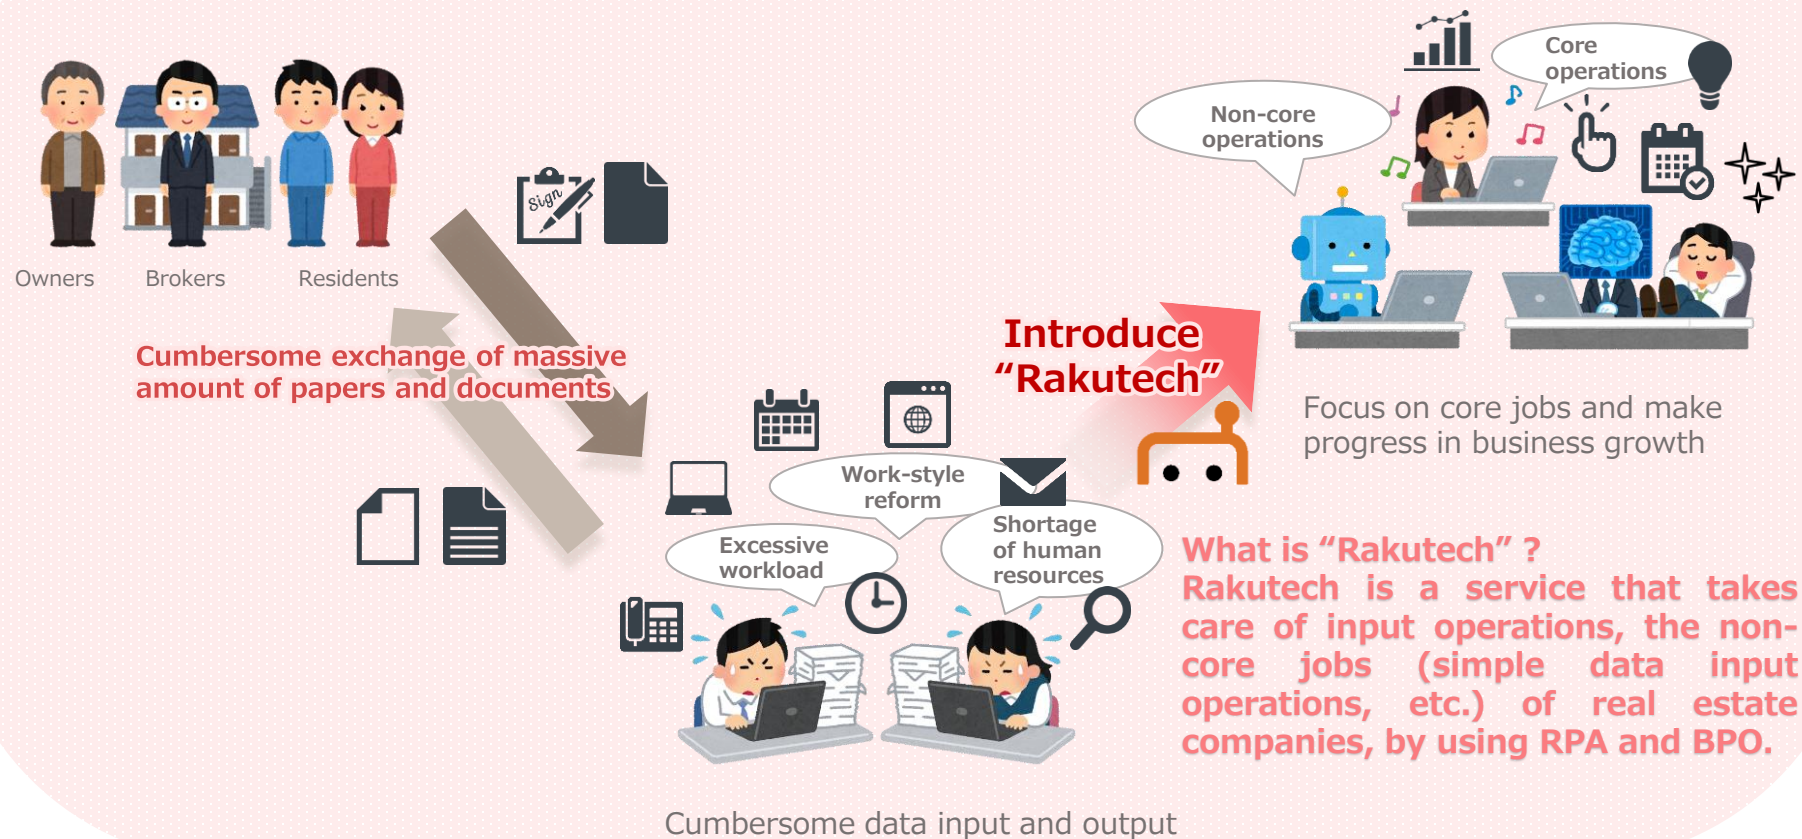 Owners
Brokers
Residents
Sign
Cumbersome exchange of massive
amount of papers and documents
Non-core
operations
Core
operations
Introduce
“Rakutech”
Focus on core jobs and make
progress in business growth
Work-style
reform
Excessive
workload
Shortage
of human
resources
What is “Rakutech” ?
Rakutech is a service that takes
care of input operations, the non-
core jobs (simple data input
operations, etc.) of real estate
companies, by using RPA and BPO.
Cumbersome data input and output